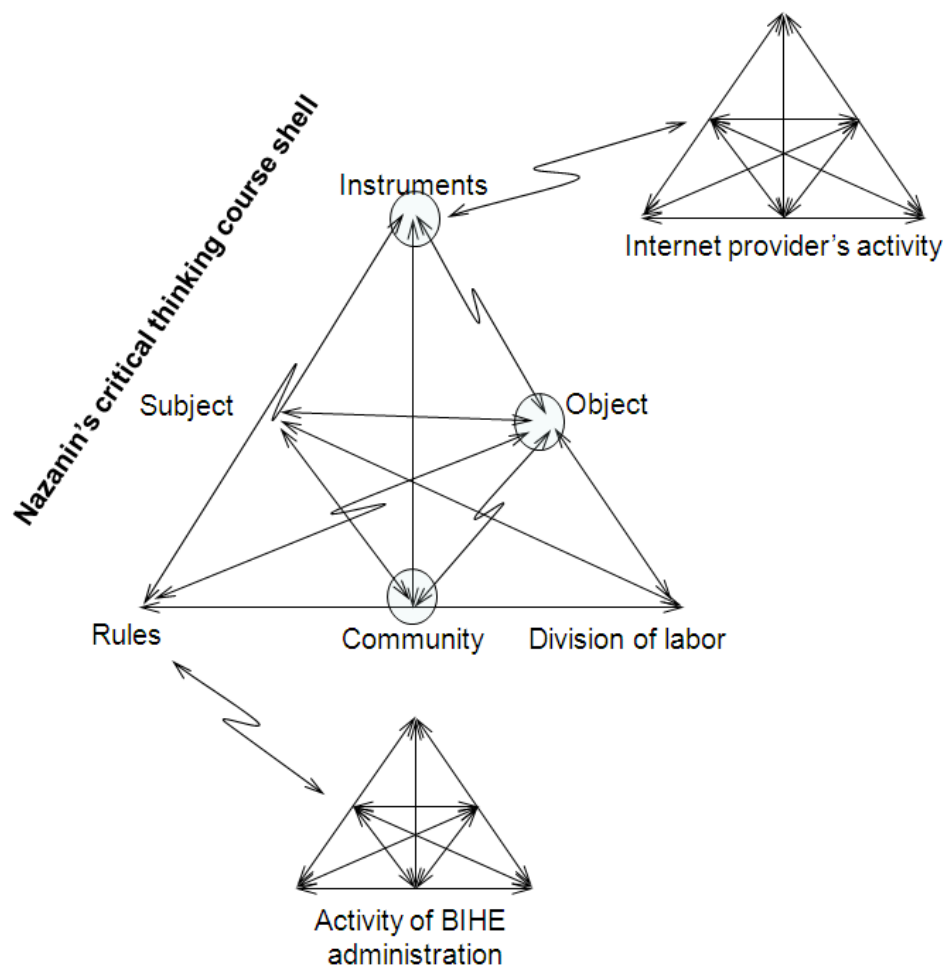 Nazanin's critical thinking course shell
Instruments
Internet provider's activity
Subject
Object
Rules
Community
Division of labor
Activity of BIHE
administration